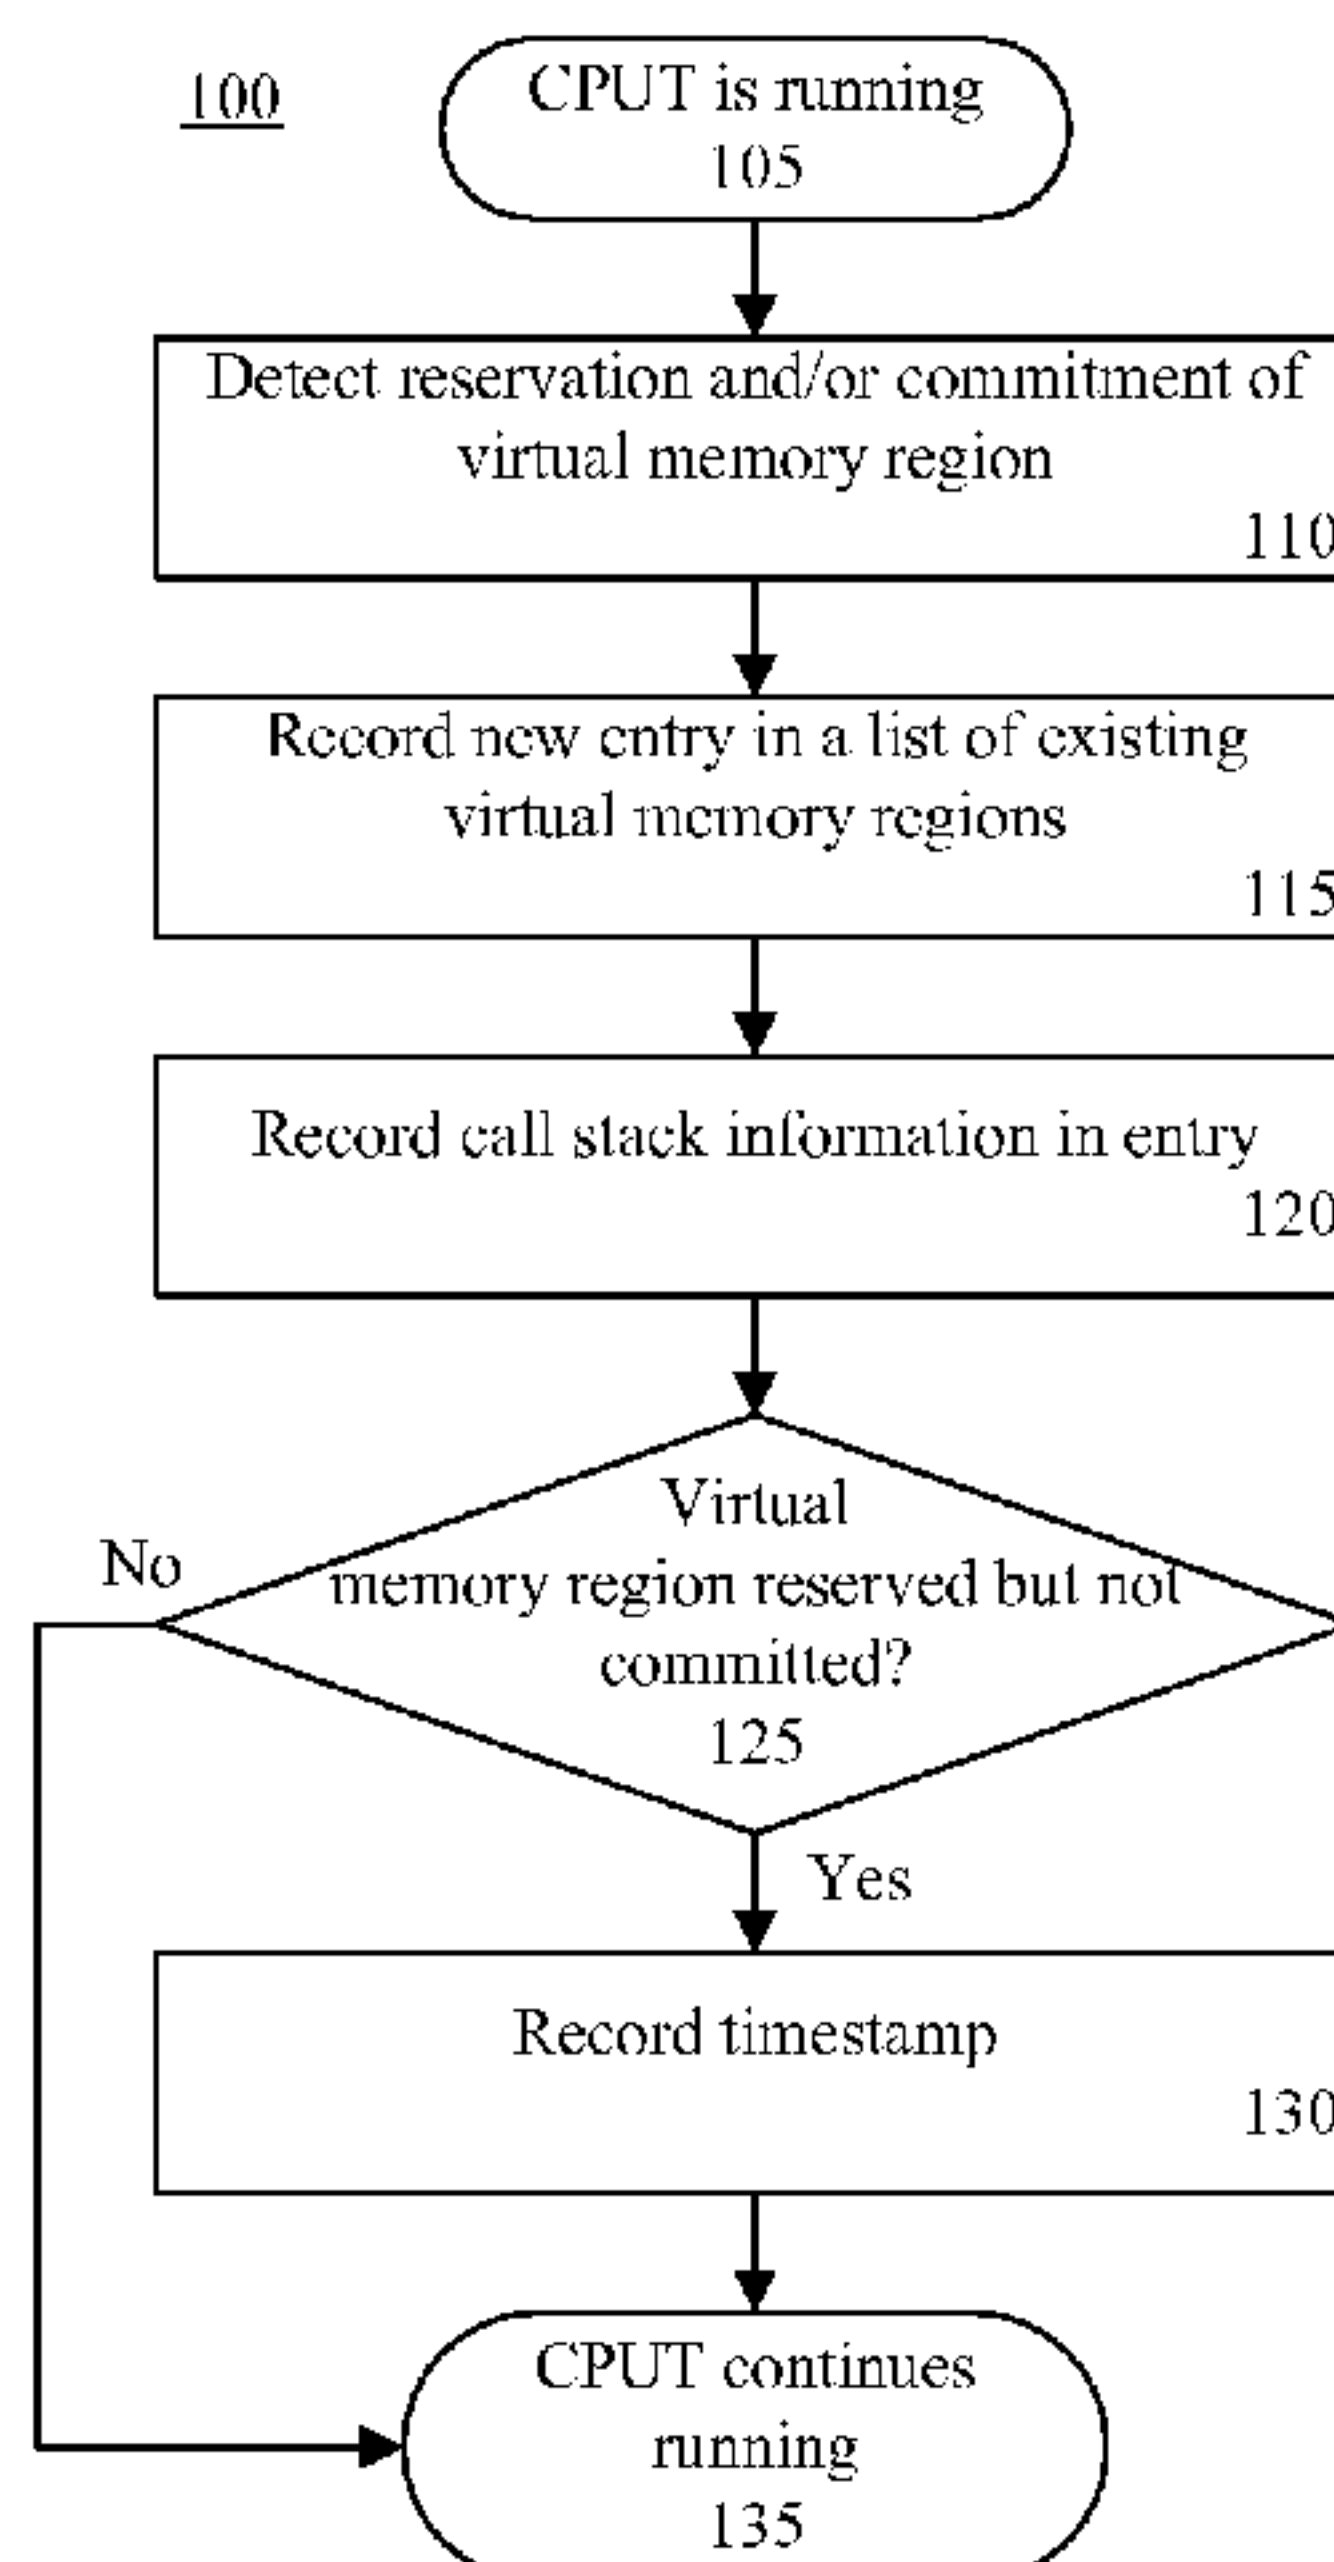 100
CPUT is running
105
Detect reservation and/or commitment of
virtual memory region
110
Record new entry in a list of existing
virtual memory regions
115
Record call stack information in entry
120
Virtual
memory region reserved but not
committed?
125
No
Yes
Record timestamp
130
CPUT continues
running
135